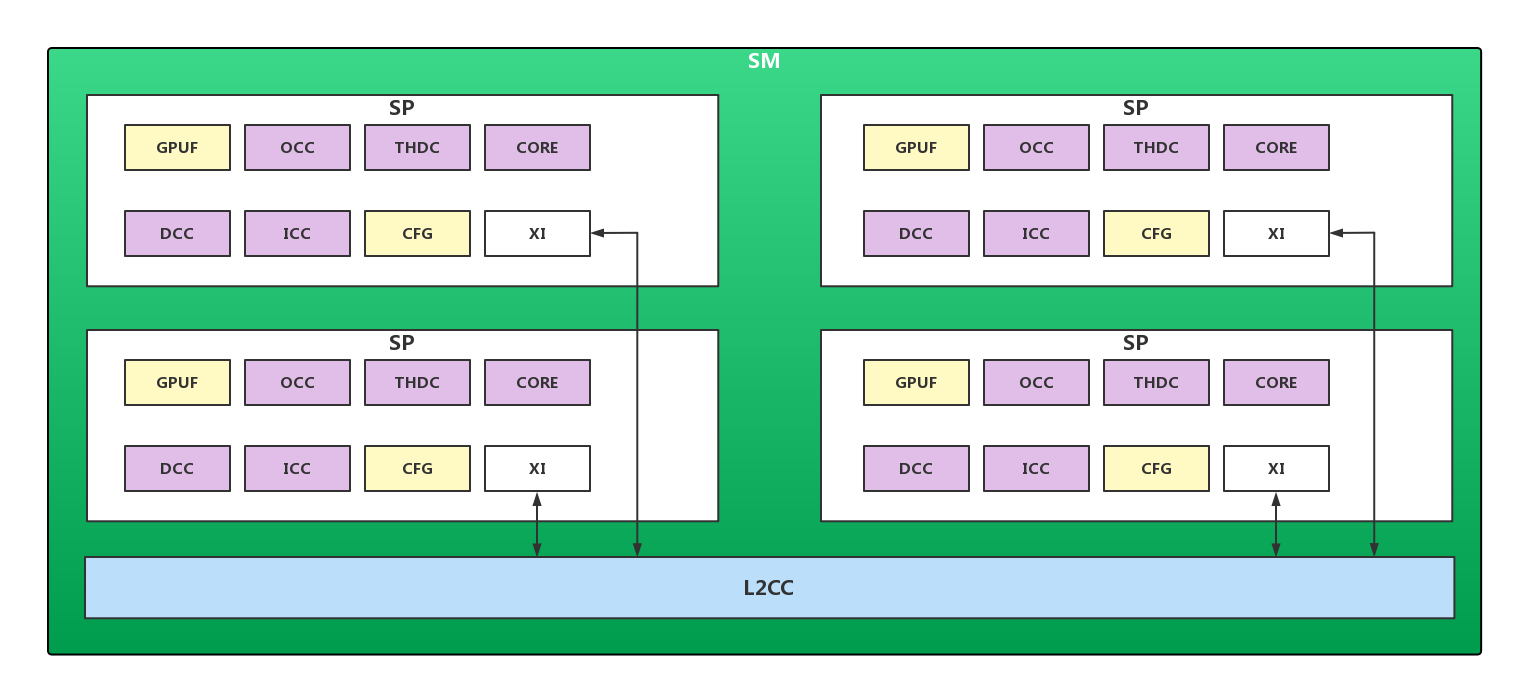 SM
SP
GPUF OCC THDC CORE
DCC ICC CFG XI
SP
GPUF OCC THDC CORE
DCC ICC CFG XI
SP
GPUF OCC THDC CORE
DCC ICC CFG XI
SP
GPUF OCC THDC CORE
DCC ICC CFG XI
L2CC